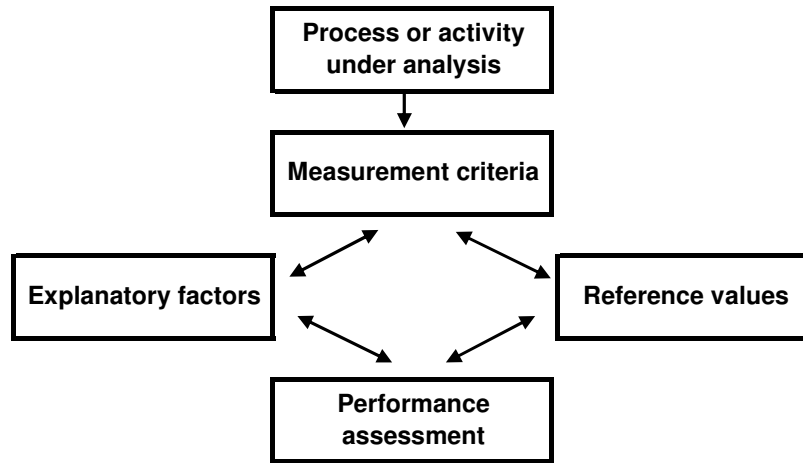 Process or activity
under analysis
Measurement criteria
Explanatory factors
Reference values
Performance
assessment